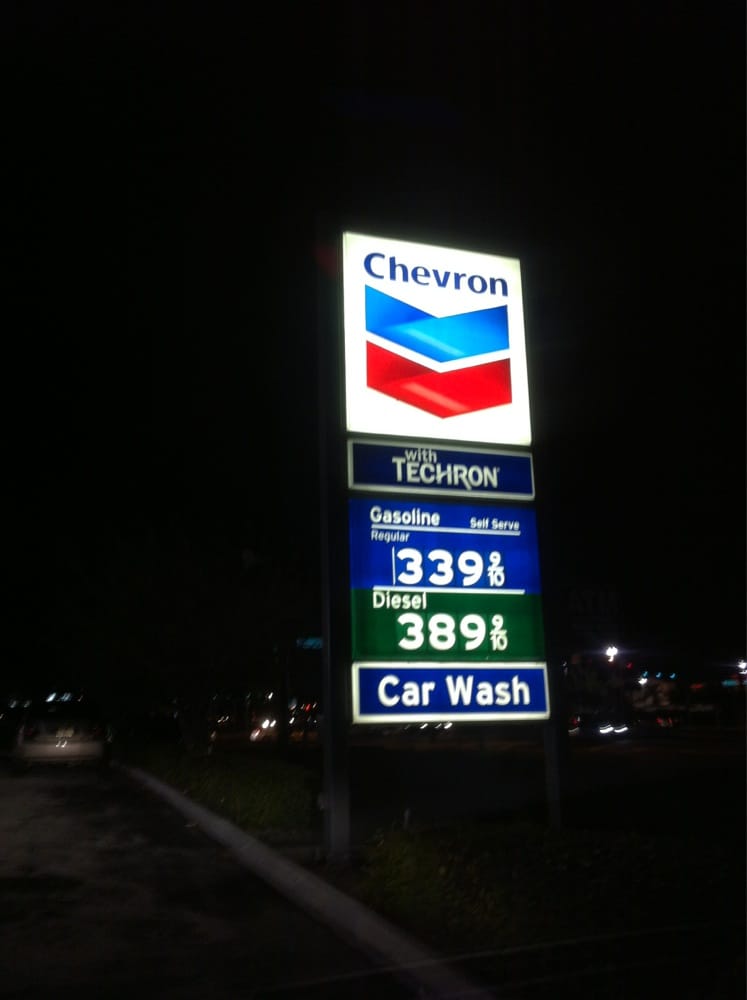 Chevron
with
TECHRON
Gasoline Self Serve
Regular
339 9/10
Diesel
389 9/10
Car Wash